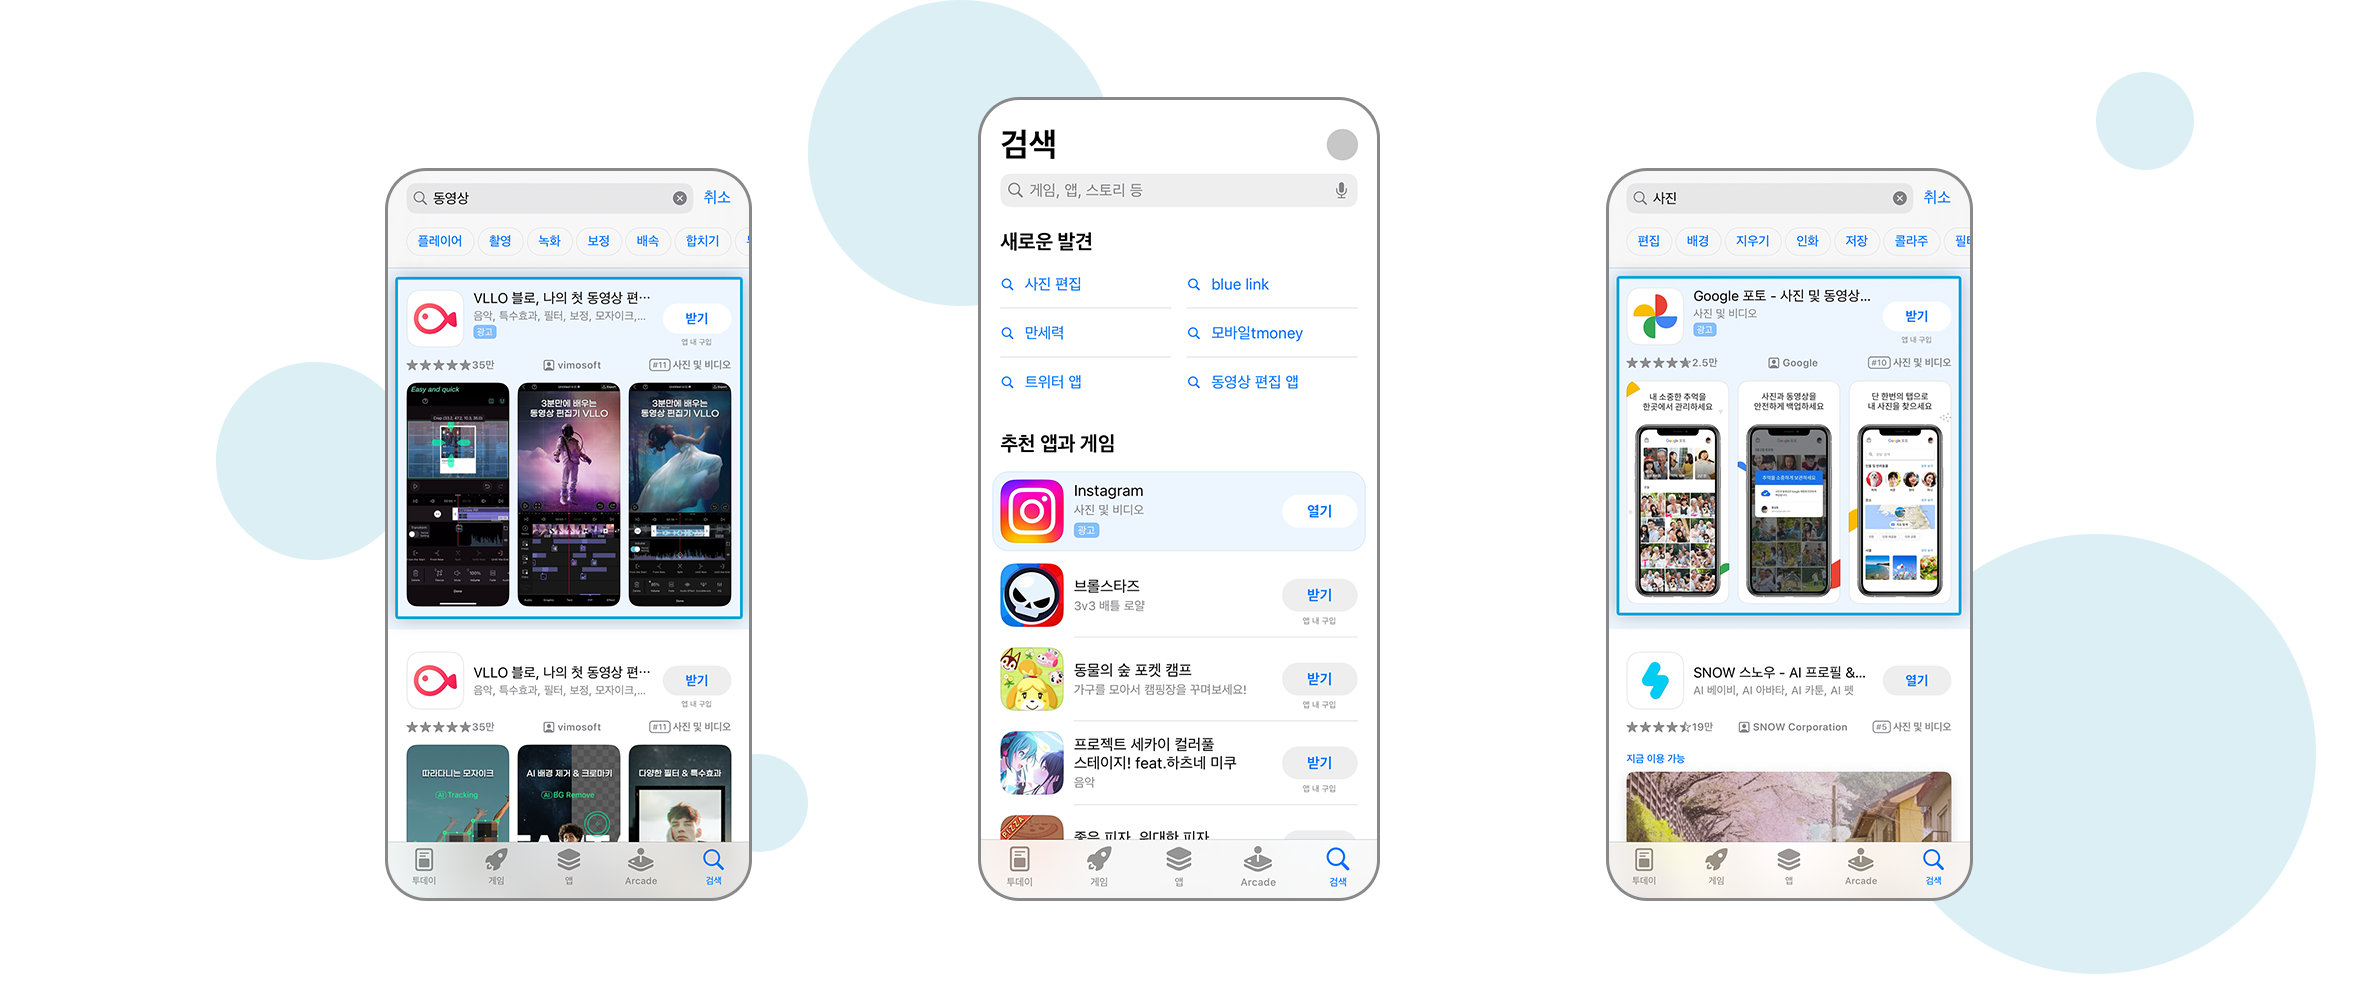 동영상
취소
플레이어
촬영
녹화
보정
배속
합치기
VLLO 블로, 나의 첫 동영상 편…
음악, 특수효과, 필터, 보정, 모자이크,…
광고
받기
앱 내 구입
35만
vimosoft
#11 사진 및 비디오
Easy and quick
3분만에 배우는
동영상 편집기 VLLO
3분만에 배우는
동영상 편집기 VLLO
VLLO 블로, 나의 첫 동영상 편…
음악, 특수효과, 필터, 보정, 모자이크,…
받기
앱 내 구입
35만
vimosoft
#11 사진 및 비디오
따라다니는 모자이크
AI Tracking
AI 배경 제거 & 크로마키
AI BG Remove
다양한 필터 & 특수효과
투데이
게임
앱
Arcade
검색
검색
게임, 앱, 스토리 등
새로운 발견
사진 편집
blue link
만세력
모바일tmoney
트위터 앱
동영상 편집 앱
추천 앱과 게임
Instagram
사진 및 비디오
광고
열기
브롤스타즈
3v3 배틀 로얄
받기
앱 내 구입
동물의 숲 포켓 캠프
가구를 모아서 캠핑장을 꾸며보세요!
받기
앱 내 구입
프로젝트 세카이 컬러풀
스테이지! feat.하츠네 미쿠
음악
받기
앱 내 구입
PIZZA
좋은 피자, 위대한 피자
투데이
게임
앱
Arcade
검색
사진
취소
편집
배경
지우기
인화
저장
콜라주
Google 포토 - 사진 및 동영상...
사진 및 비디오
광고
받기
앱 내 구입
2.5만
Google
#10 사진 및 비디오
내 소중한 추억을
한곳에서 관리하세요
사진과 동영상을
안전하게 백업하세요
단 한번의 탭으로
내 사진을 찾으세요
추억을 소중하게 보관하세요
SNOW 스노우 - AI 프로필 &...
AI 베이비, AI 아바타, AI 카툰, AI 펫
열기
19만
SNOW Corporation
#5 사진 및 비디오
지금 이용 가능
투데이
게임
앱
Arcade
검색